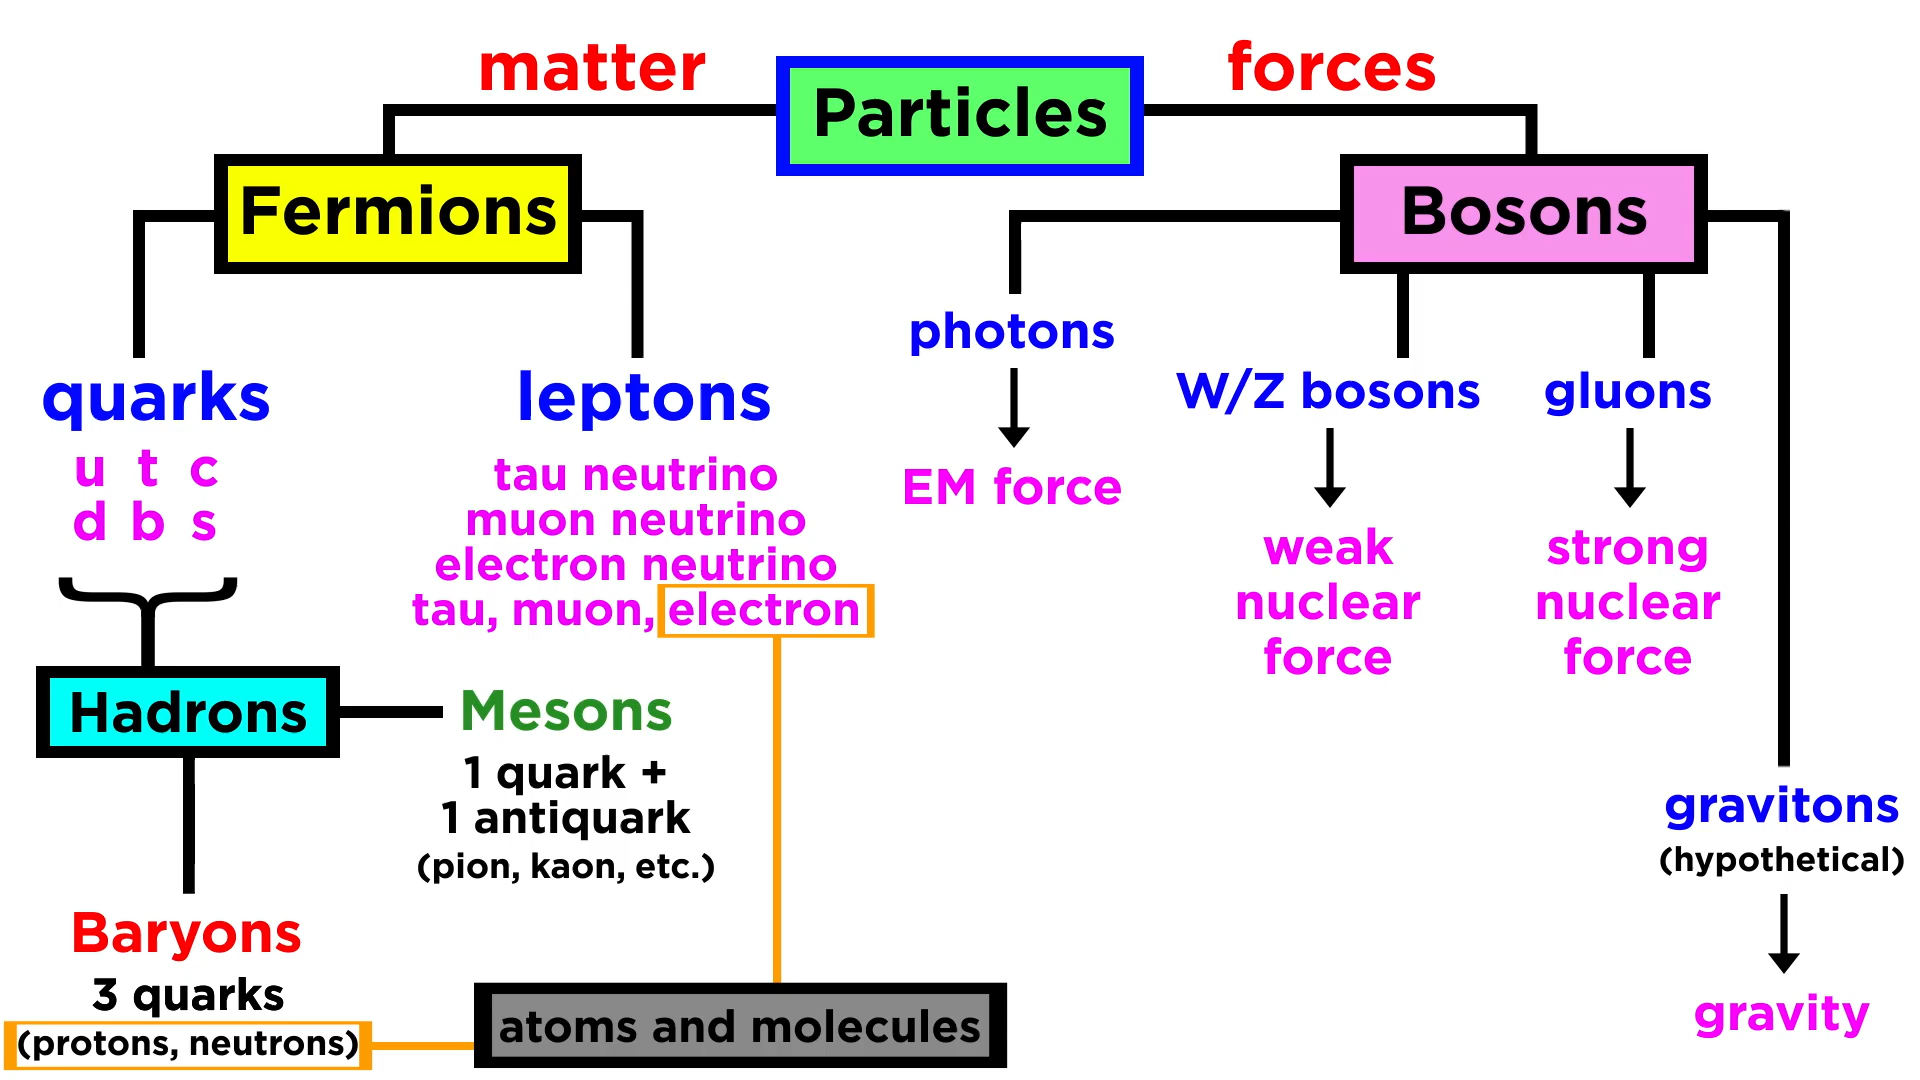 matter
Particles
forces
Fermions
Bosons
quarks
u t c
d b s
leptons
tau neutrino
muon neutrino
electron neutrino
tau, muon, electron
photons
EM force
W/Z bosons
weak
nuclear
force
gluons
strong
nuclear
force
Hadrons
Mesons
1 quark +
1 antiquark
(pion, kaon, etc.)
gravitons
(hypothetical)
gravity
Baryons
3 quarks
(protons, neutrons)
atoms and molecules